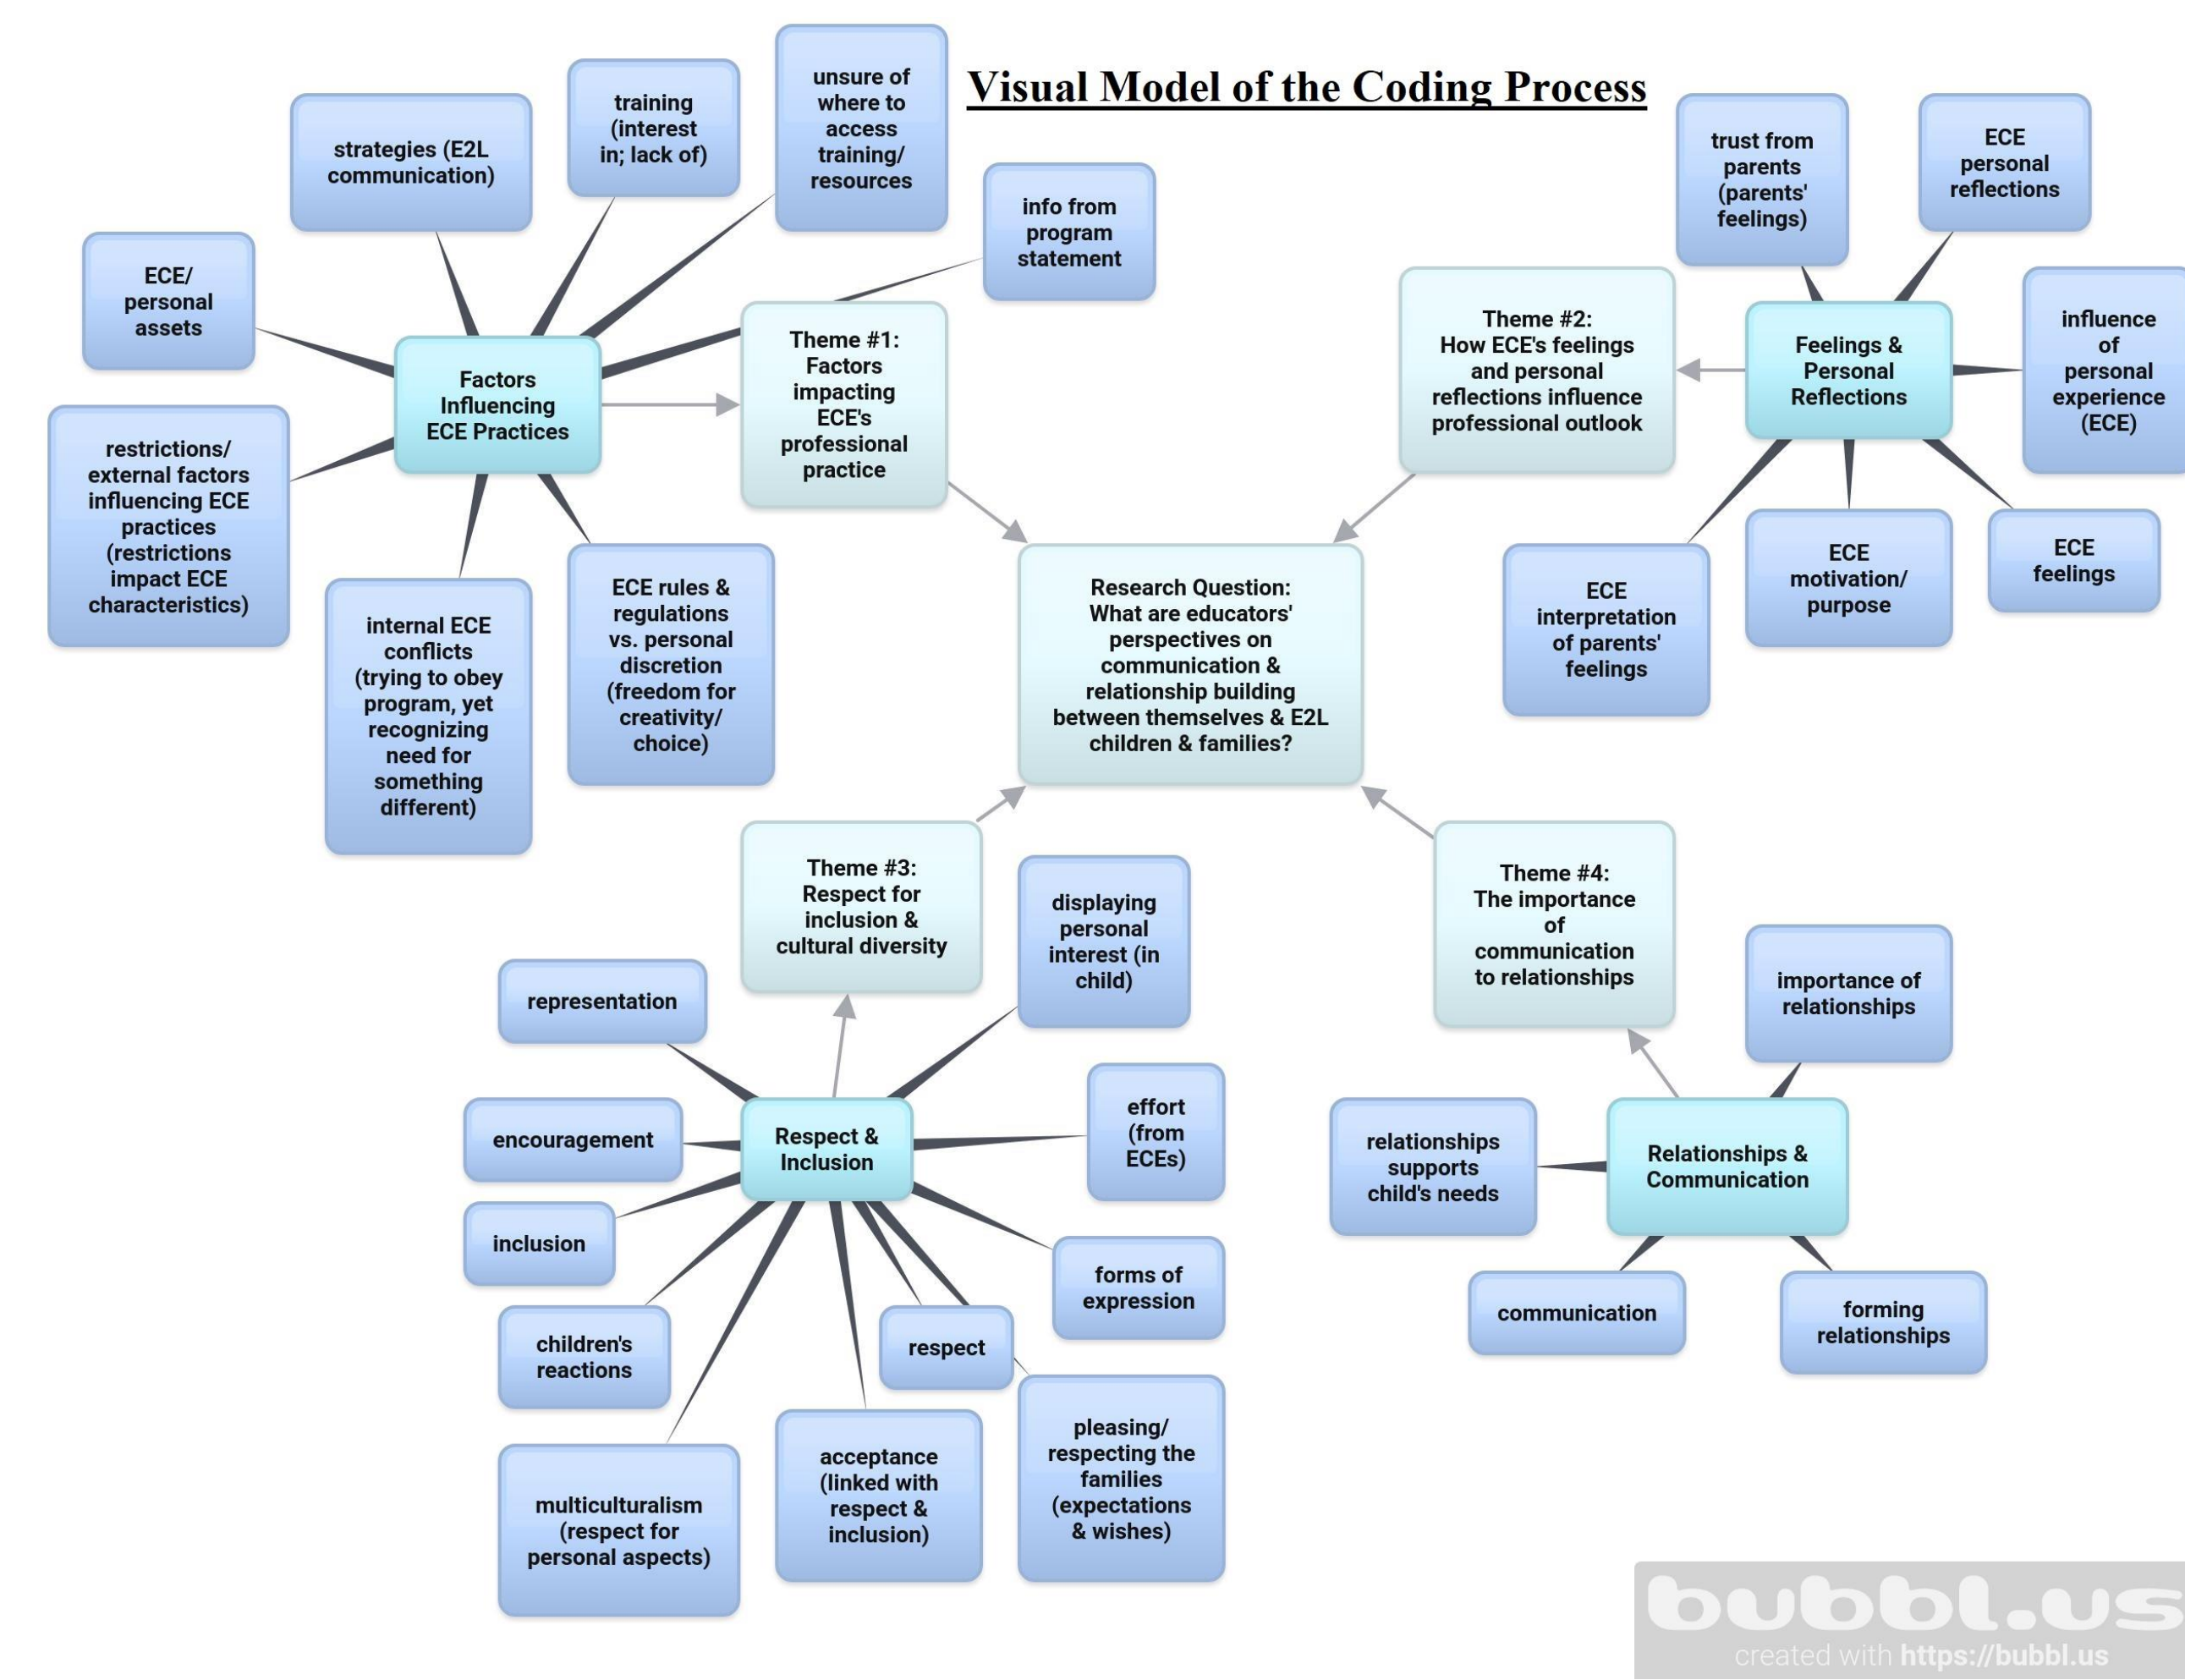 Visual Model of the Coding Process
unsure of
where to
access
training/
resources
training
(interest
in; lack of)
strategies (E2L
communication)
info from
program
statement
ECE/
personal
assets
Factors
Influencing
ECE Practices
Theme #1:
Factors
impacting
ECE's
professional
practice
restrictions/
external factors
influencing ECE
practices
(restrictions
impact ECE
characteristics)
internal ECE
conflicts
(trying to obey
program, yet
recognizing
need for
something
different)
ECE rules &
regulations
vs. personal
discretion
(freedom for
creativity/
choice)
trust from
parents
(parents'
feelings)
ECE
personal
reflections
Theme #2:
How ECE's feelings
and personal
reflections influence
professional outlook
Feelings &
Personal
Reflections
influence
of
personal
experience
(ECE)
ECE
interpretation
of parents'
feelings
ECE
motivation/
purpose
ECE
feelings
Research Question:
What are educators'
perspectives on
communication &
relationship building
between themselves & E2L
children & families?
Theme #3:
Respect for
inclusion &
cultural diversity
displaying
personal
interest (in
child)
representation
encouragement
Respect &
Inclusion
effort
(from
ECEs)
inclusion
forms of
expression
children's
reactions
respect
multiculturalism
(respect for
personal aspects)
acceptance
(linked with
respect &
inclusion)
pleasing/
respecting the
families
(expectations
& wishes)
Theme #4:
The importance
of
communication
to relationships
importance of
relationships
relationships
supports
child's needs
Relationships &
Communication
communication
forming
relationships
bubbl.us
created with https://bubbl.us